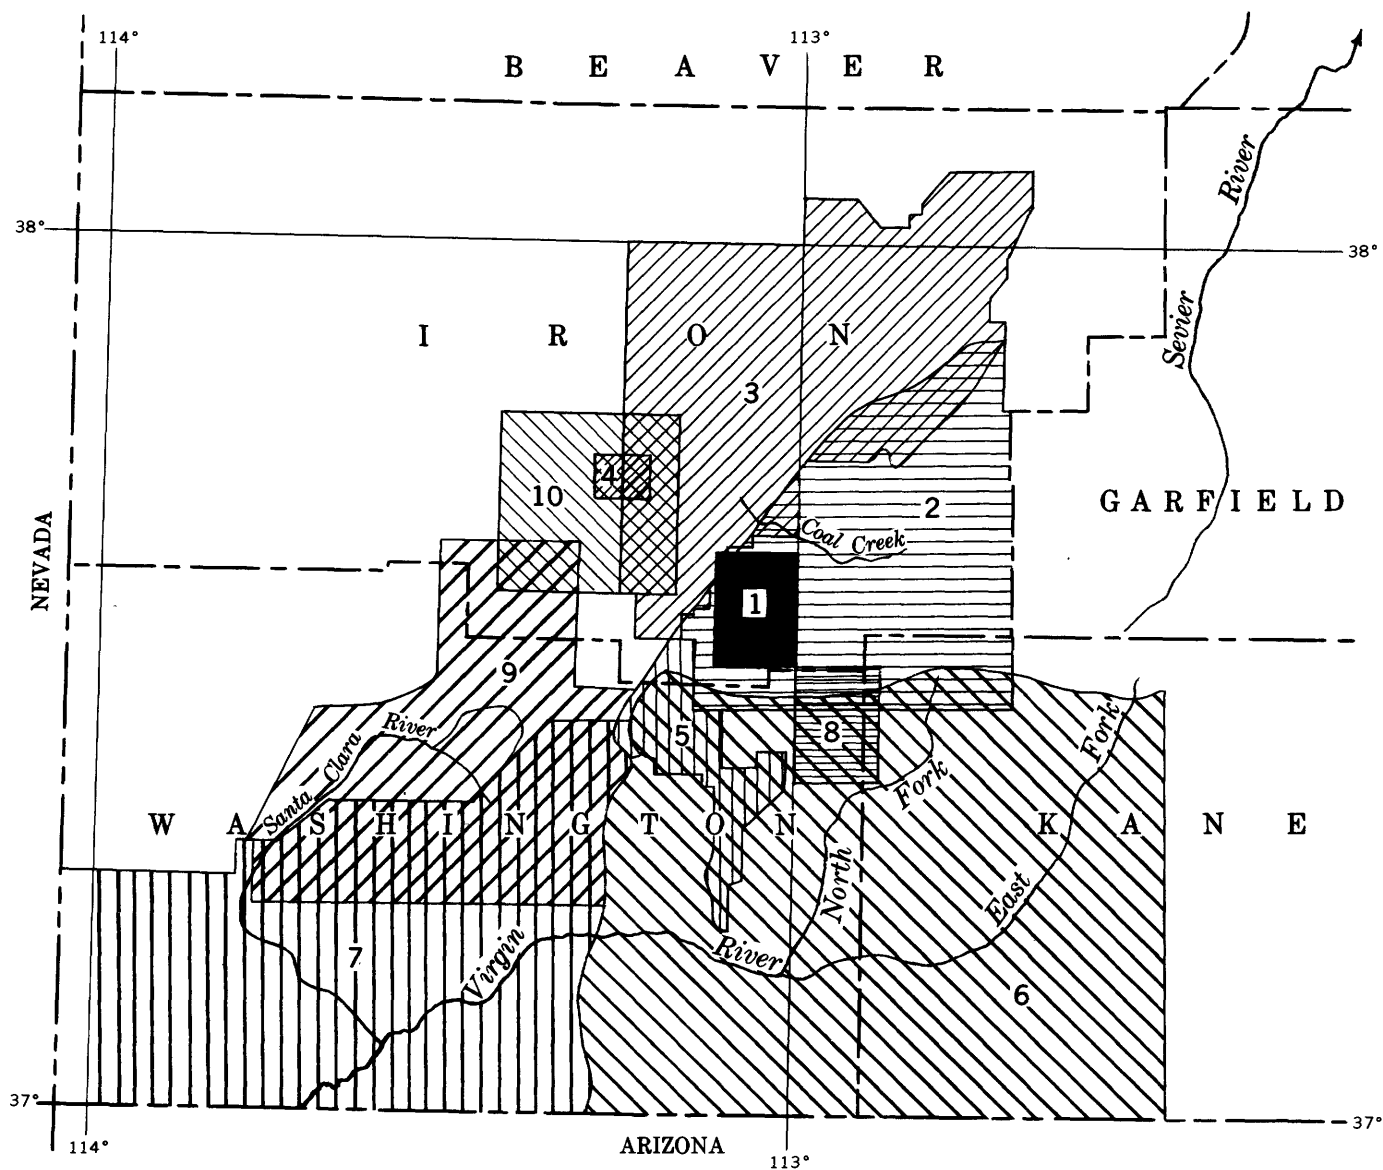 114° 113°
B E A V E R
River
38° 38°
I R O N
Sevier
3
4
10 2
GARFIELD
Coal Creek
NEVADA
1
9
River
Santa Clara
5 8
Fork
Fork
W A S H I N G T O N K A N E
North
East
Virgin River
7
6
37° 37°
114° ARIZONA 113°